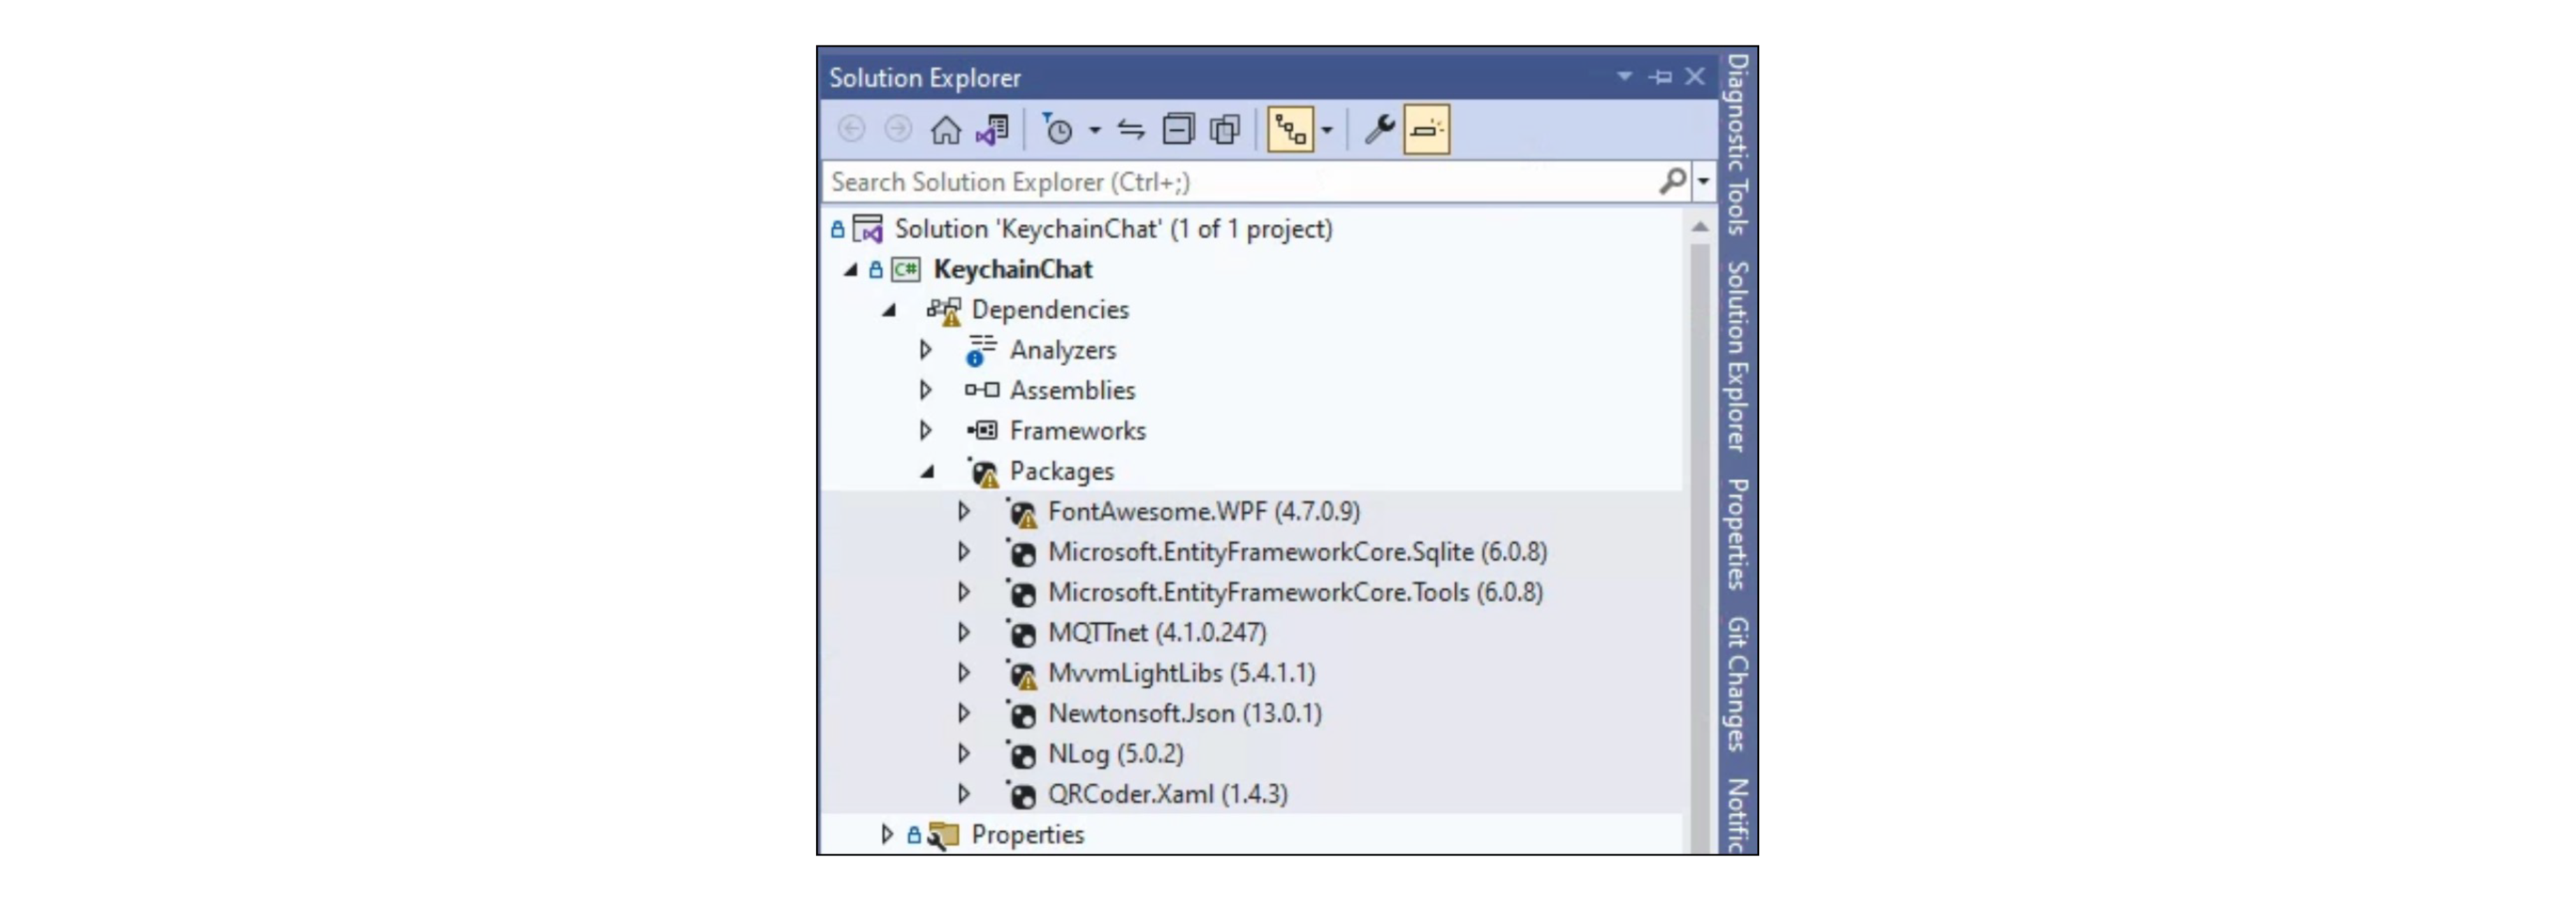 Solution Explorer
Search Solution Explorer (Ctrl+;)
Solution 'KeychainChat' (1 of 1 project)
C# KeychainChat
Dependencies
Analyzers
Assemblies
Frameworks
Packages
FontAwesome.WPF (4.7.0.9)
Microsoft.EntityFrameworkCore.Sqlite (6.0.8)
Microsoft.EntityFrameworkCore.Tools (6.0.8)
MQTTnet (4.1.0.247)
MvvmLightLibs (5.4.1.1)
Newtonsoft.Json (13.0.1)
NLog (5.0.2)
QRCoder.Xaml (1.4.3)
Properties
Diagnostic Tools
Solution Explorer
Properties
Git Changes
Notific